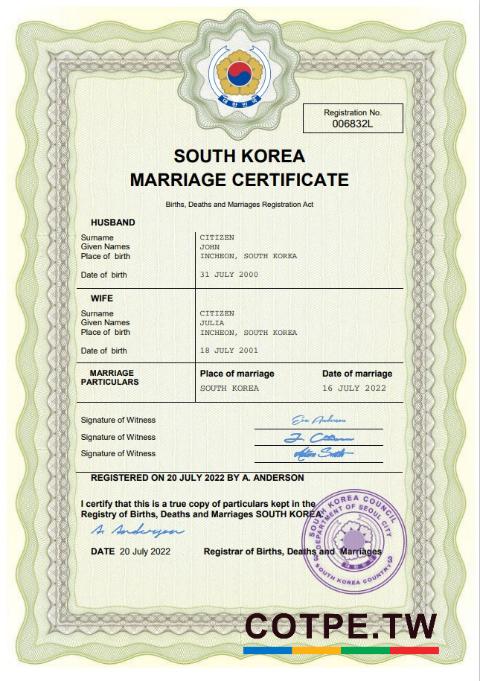 대한민국
Registration No.
006832L
SOUTH KOREA
MARRIAGE CERTIFICATE
Births, Deaths and Marriages Registration Act
HUSBAND
Surname CITIZEN
Given Names JOHN
Place of birth INCHEON, SOUTH KOREA
Date of birth 31 JULY 2000
WIFE
Surname CITIZEN
Given Names JULIA
Place of birth INCHEON, SOUTH KOREA
Date of birth 18 JULY 2001
MARRIAGE PARTICULARS
Place of marriage Date of marriage
SOUTH KOREA 16 JULY 2022
Signature of Witness
Signature of Witness J. Citizen
Signature of Witness
REGISTERED ON 20 JULY 2022 BY A. ANDERSON
I certify that this is a true copy of particulars kept in the
Registry of Births, Deaths and Marriages SOUTH KOREA.
A. Anderson
DATE 20 July 2022 Registrar of Births, Deaths and Marriages
SOUTH KOREA COUNCIL
DEPARTMENT OF SEOUL CITY
SOUTH KOREA COUNTRY
COTPE.TW